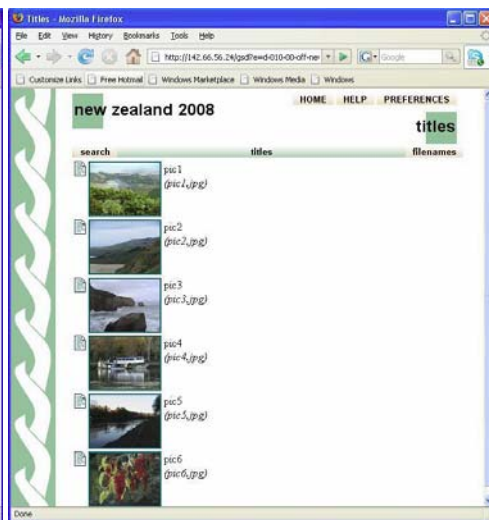 Titles - Mozilla Firefox
File Edit View History Bookmarks Tools Help
http://142.66.56.24/gsdl?e=d-010-00-off-nev
Google
Customize Links Free Hotmail Windows Marketplace Windows Media Windows
HOME HELP PREFERENCES
new zealand 2008
titles
search titles filenames
pic1
(pic1.jpg)
pic2
(pic2.jpg)
pic3
(pic3.jpg)
pic4
(pic4.jpg)
pic5
(pic5.jpg)
pic6
(pic6.jpg)
Done